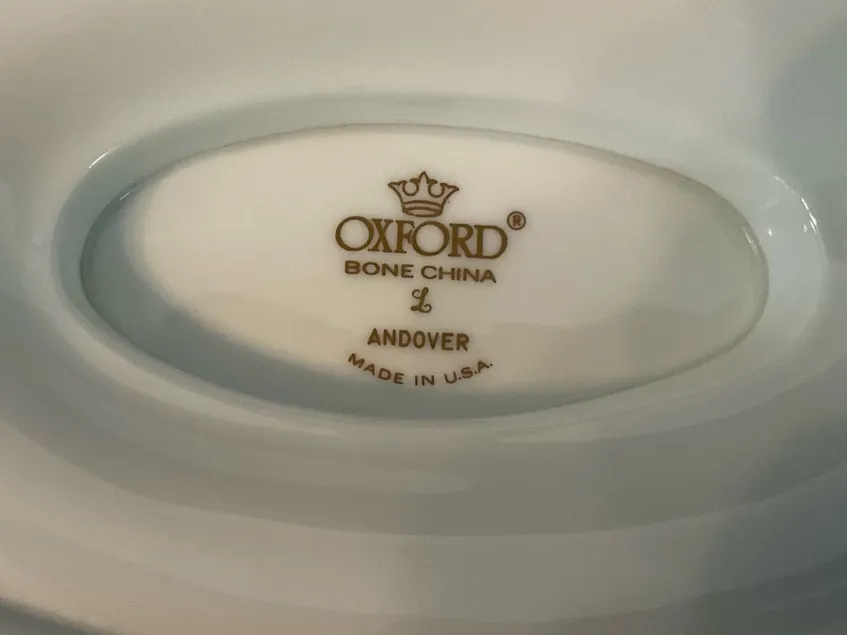 OXFORD®
BONE CHINA
L
ANDOVER
MADE IN U.S.A.